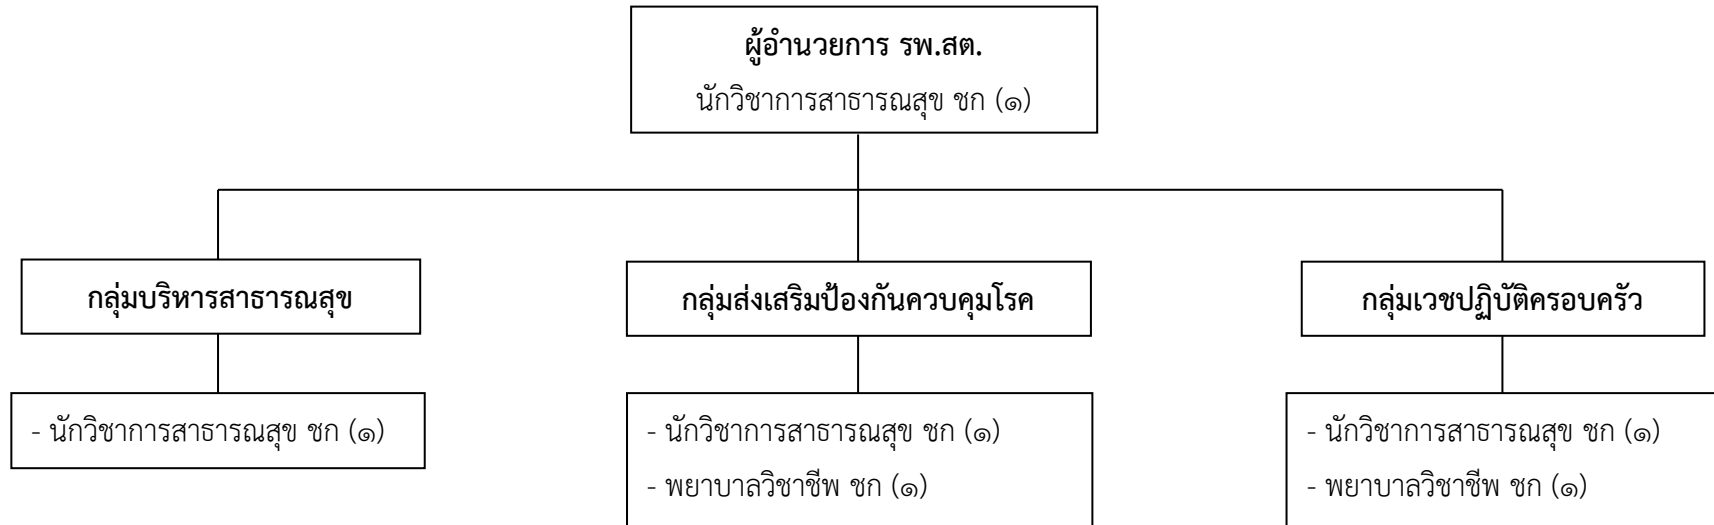 ผู้อำนวยการ รพ.สต.
นักวิชาการสาธารณสุข ชก (๑)
กลุ่มบริหารสาธารณสุข
- นักวิชาการสาธารณสุข ชก (๑)
กลุ่มส่งเสริมป้องกันควบคุมโรค
- นักวิชาการสาธารณสุข ชก (๑)
- พยาบาลวิชาชีพ ชก (๑)
กลุ่มเวชปฏิบัติครอบครัว
- นักวิชาการสาธารณสุข ชก (๑)
- พยาบาลวิชาชีพ ชก (๑)